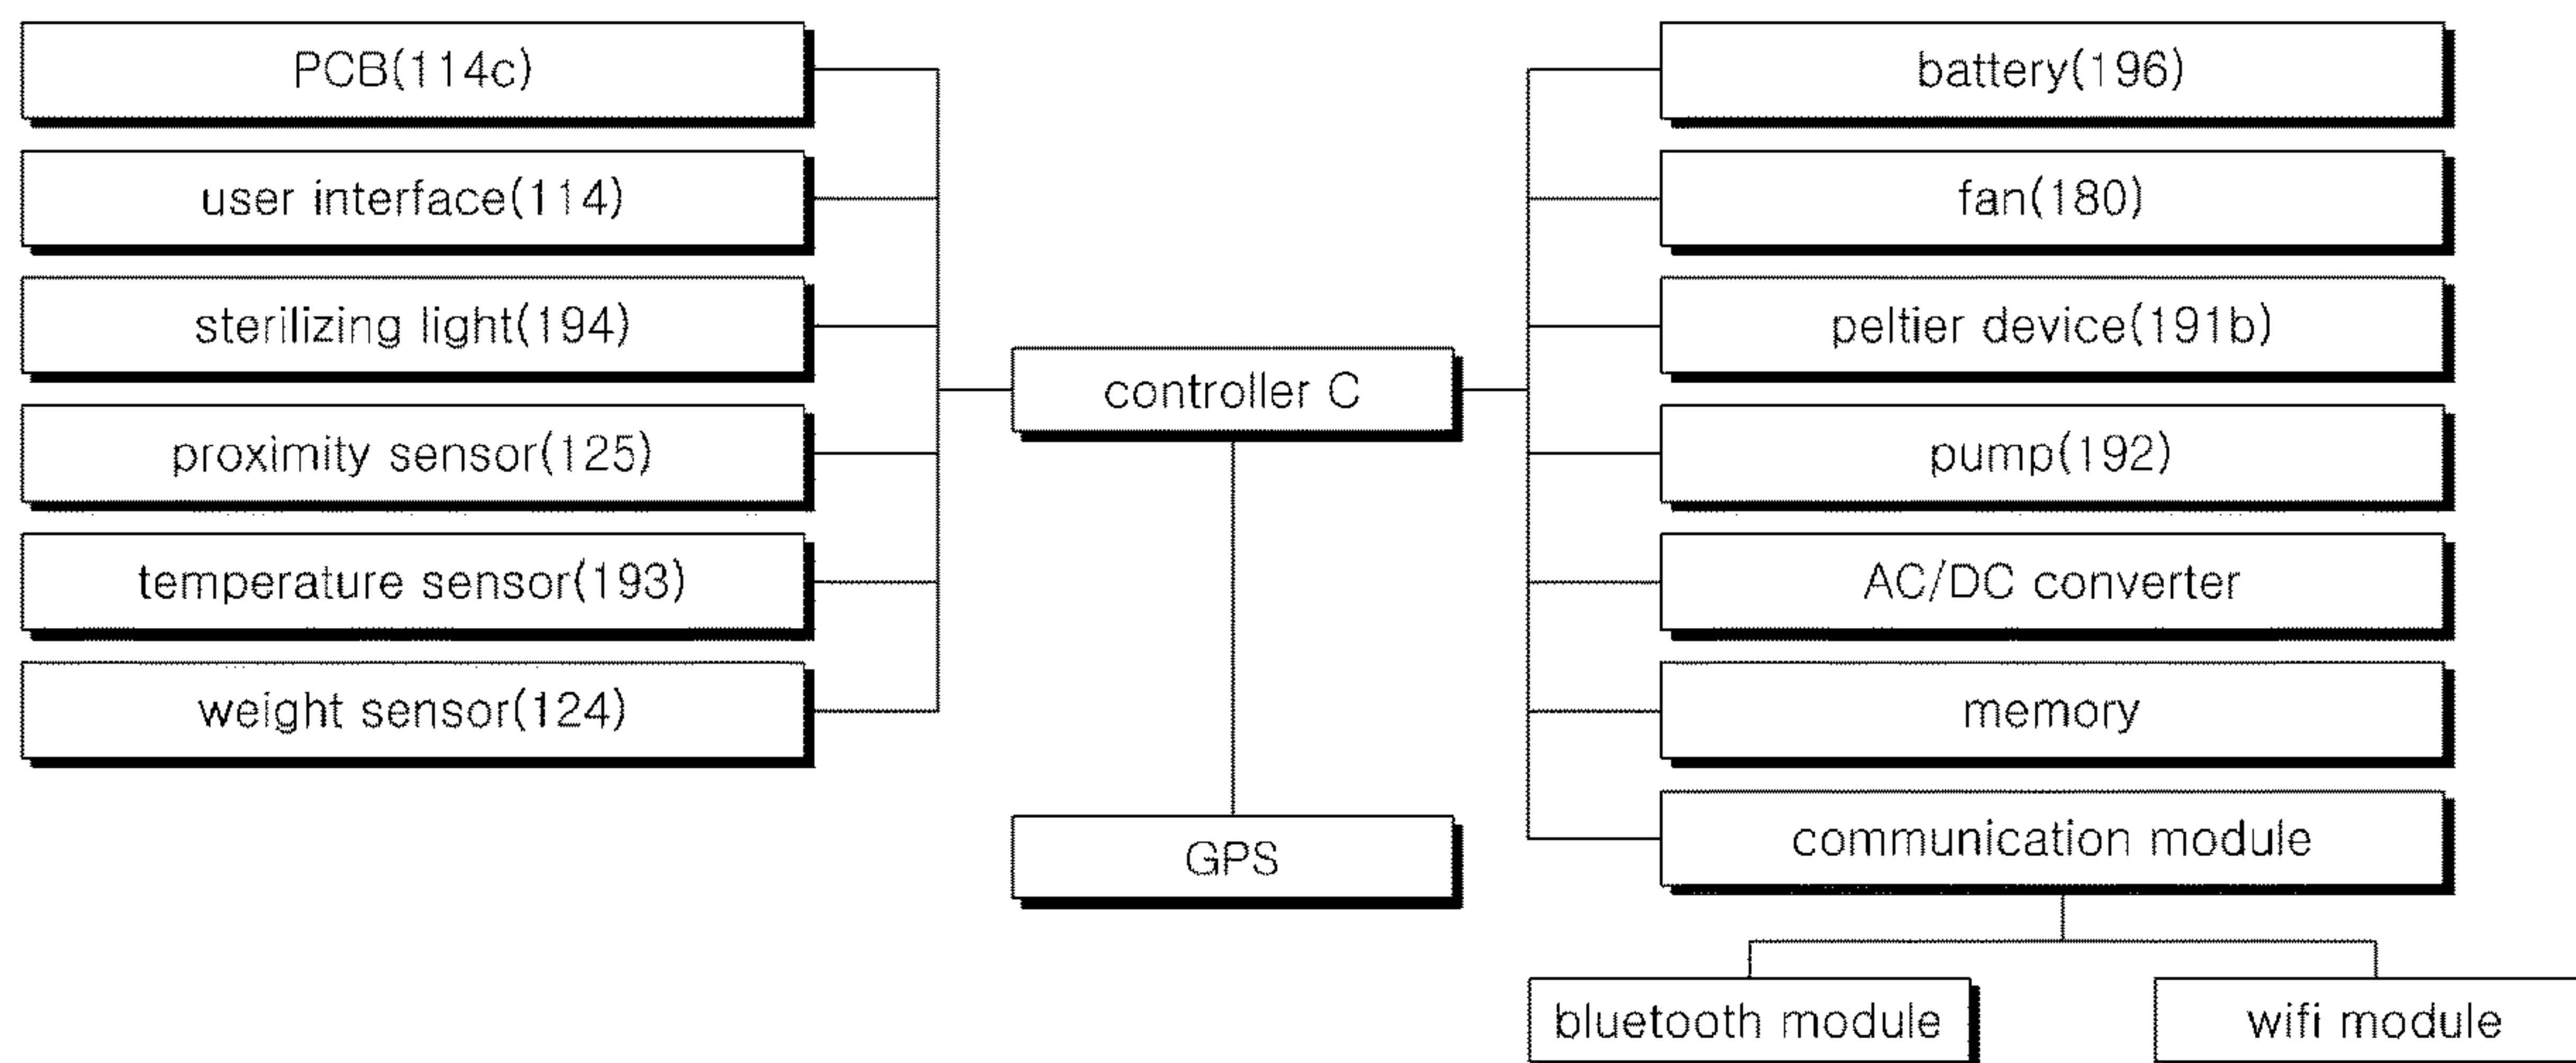 PCB(114c)
user interface(114)
sterilizing light(194)
proximity sensor(125)
temperature sensor(193)
weight sensor(124)
controller C
GPS
battery(196)
fan(180)
peltier device(191b)
pump(192)
AC/DC converter
memory
communication module
bluetooth module
wifi module